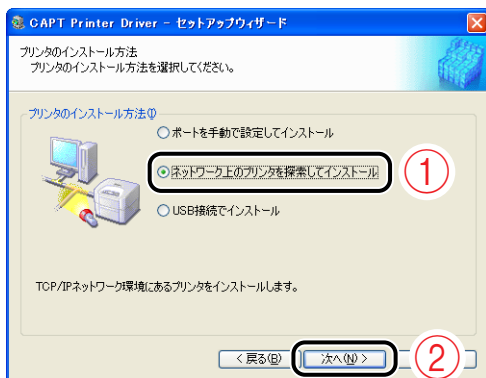 CAPT Printer Driver - セットアップウィザード
プリンタのインストール方法
プリンタのインストール方法を選択してください。
プリンタのインストール方法(I)
ポートを手動で設定してインストール
ネットワーク上のプリンタを探索してインストール
①
USB接続でインストール
TCP/IPネットワーク環境にあるプリンタをインストールします。
< 戻る(B)
次へ(N) >
②